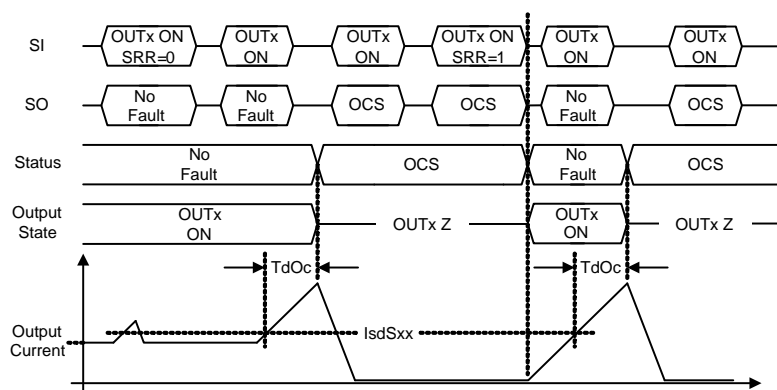 SI
OUTx ON
SRR=0
OUTx
ON
OUTx
ON
OUTx ON
SRR=1
OUTx
ON
OUTx
ON
SO
No
Fault
No
Fault
OCS
OCS
No
Fault
OCS
Status
No
Fault
OCS
No
Fault
OCS
Output
State
OUTx
ON
OUTx Z
OUTx
ON
OUTx Z
TdOc
TdOc
Output
Current
IsdSxx